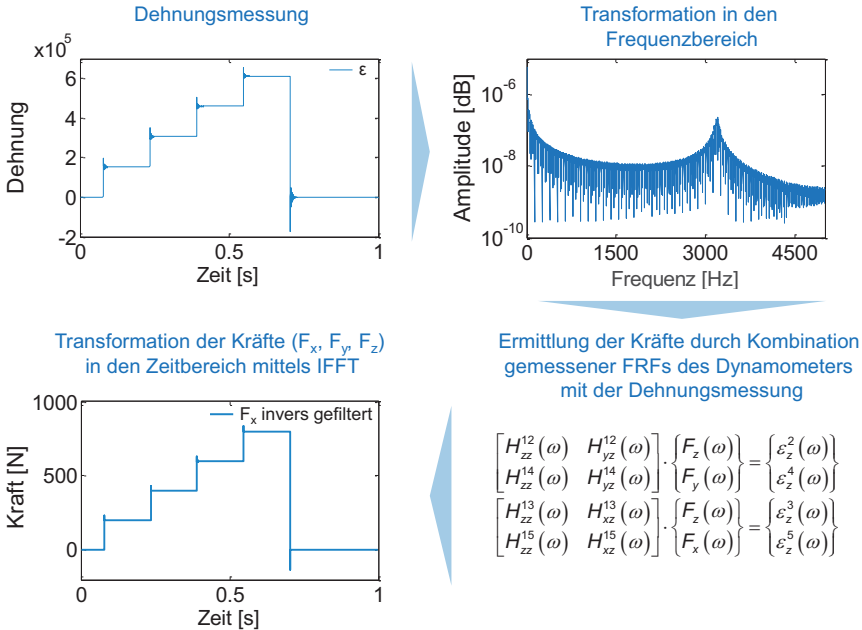 Dehnungsmessung
x10⁵
6
4
2
0
-2
0
0.5
1
Dehnung
Zeit [s]
ε
Transformation in den
Frequenzbereich
10⁻⁶
10⁻⁸
10⁻¹⁰
0
1500
3000
4500
Amplitude [dB]
Frequenz [Hz]
Transformation der Kräfte (Fₓ, F_y, F_z)
in den Zeitbereich mittels IFFT
1000
500
0
0
0.5
1
Kraft [N]
Zeit [s]
Fₓ invers gefiltert
Ermittlung der Kräfte durch Kombination
gemessener FRFs des Dynamometers
mit der Dehnungsmessung
[H_zz^12(ω) H_yz^12(ω)] {F_z(ω)} {ε_z^2(ω)}
[H_zz^14(ω) H_yz^14(ω)] · {F_y(ω)} = {ε_z^4(ω)}
[H_zz^13(ω) H_xz^13(ω)] {F_z(ω)} {ε_z^3(ω)}
[H_zz^15(ω) H_xz^15(ω)] · {F_x(ω)} = {ε_z^5(ω)}